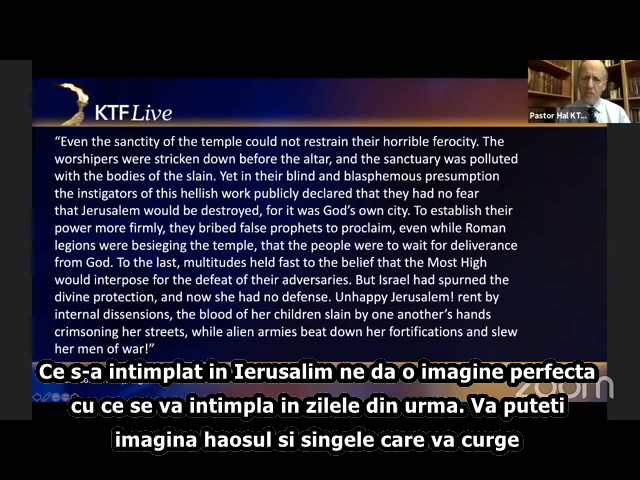 KTF Live
Pastor Hal KT...
“Even the sanctity of the temple could not restrain their horrible ferocity. The
worshipers were stricken down before the altar, and the sanctuary was polluted
with the bodies of the slain. Yet in their blind and blasphemous presumption
the instigators of this hellish work publicly declared that they had no fear
that Jerusalem would be destroyed, for it was God’s own city. To establish their
power more firmly, they bribed false prophets to proclaim, even while Roman
legions were besieging the temple, that the people were to wait for deliverance
from God. To the last, multitudes held fast to the belief that the Most High
would interpose for the defeat of their adversaries. But Israel had spurned the
divine protection, and now she had no defense. Unhappy Jerusalem! rent by
internal dissensions, the blood of her children slain by one another’s hands
crimsoning her streets, while alien armies beat down her fortifications and slew
her men of war!”
Ce s-a intimplat in Ierusalim ne da o imagine perfecta
cu ce se va intimpla in zilele din urma. Va puteti
imagina haosul si singele care va curge
zoom